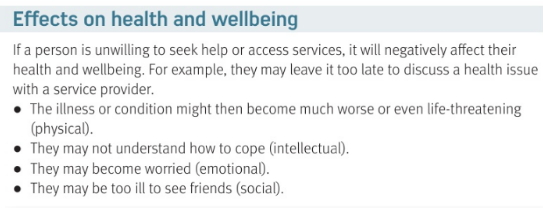 Effects on health and wellbeing
If a person is unwilling to seek help or access services, it will negatively affect their
health and wellbeing. For example, they may leave it too late to discuss a health issue
with a service provider.
● The illness or condition might then become much worse or even life-threatening
(physical).
● They may not understand how to cope (intellectual).
● They may become worried (emotional).
● They may be too ill to see friends (social).